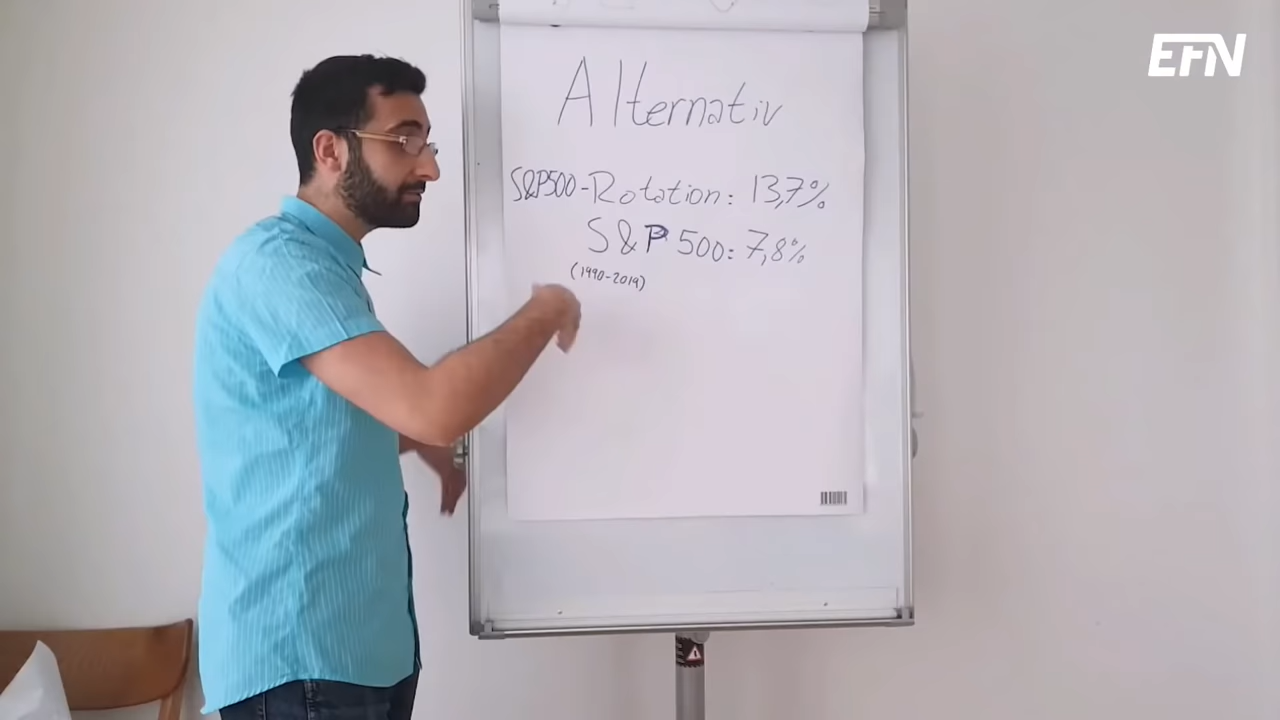 EFN
Alternativ
S&P500-Rotation: 13,7%
S&P 500: 7,8%
(1990-2019)